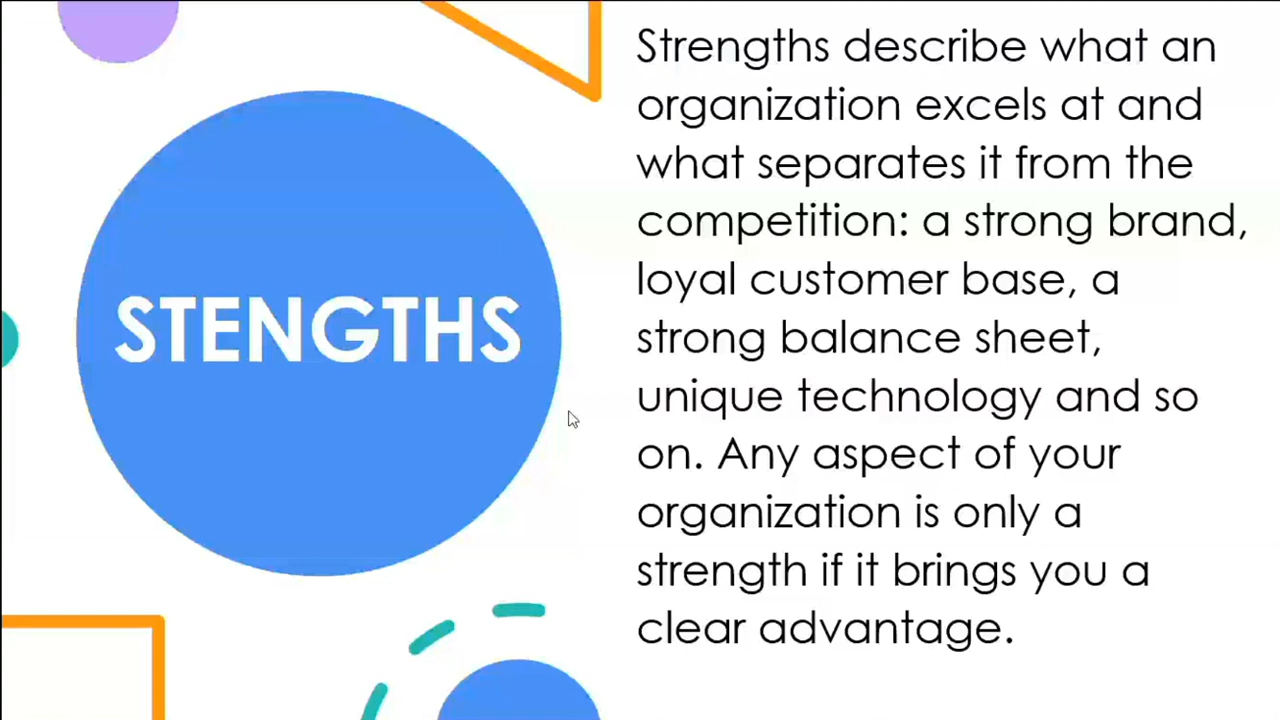 STENGTHS
Strengths describe what an
organization excels at and
what separates it from the
competition: a strong brand,
loyal customer base, a
strong balance sheet,
unique technology and so
on. Any aspect of your
organization is only a
strength if it brings you a
clear advantage.